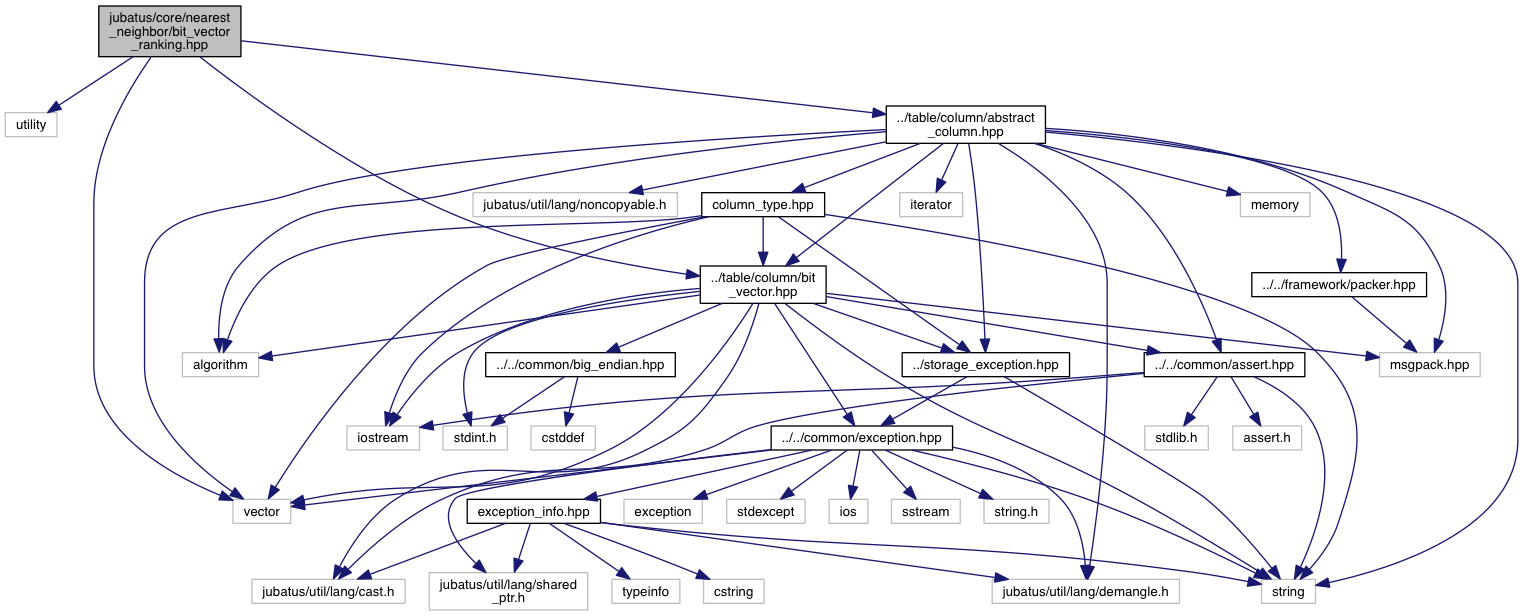 jubatus/core/nearest
_neighbor/bit_vector
_ranking.hpp
utility
../table/column/abstract
_column.hpp
jubatus/util/lang/noncopyable.h
column_type.hpp
iterator
memory
../table/column/bit
_vector.hpp
../../framework/packer.hpp
algorithm
../../common/big_endian.hpp
../storage_exception.hpp
../../common/assert.hpp
msgpack.hpp
iostream
stdint.h
cstddef
../../common/exception.hpp
stdlib.h
assert.h
vector
exception_info.hpp
exception
stdexcept
ios
sstream
string.h
jubatus/util/lang/cast.h
jubatus/util/lang/shared
_ptr.h
typeinfo
cstring
jubatus/util/lang/demangle.h
string